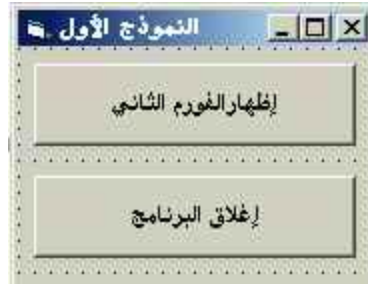 النموذج الأول
إظهارالفورم الثاني
إغلاق البرنامج